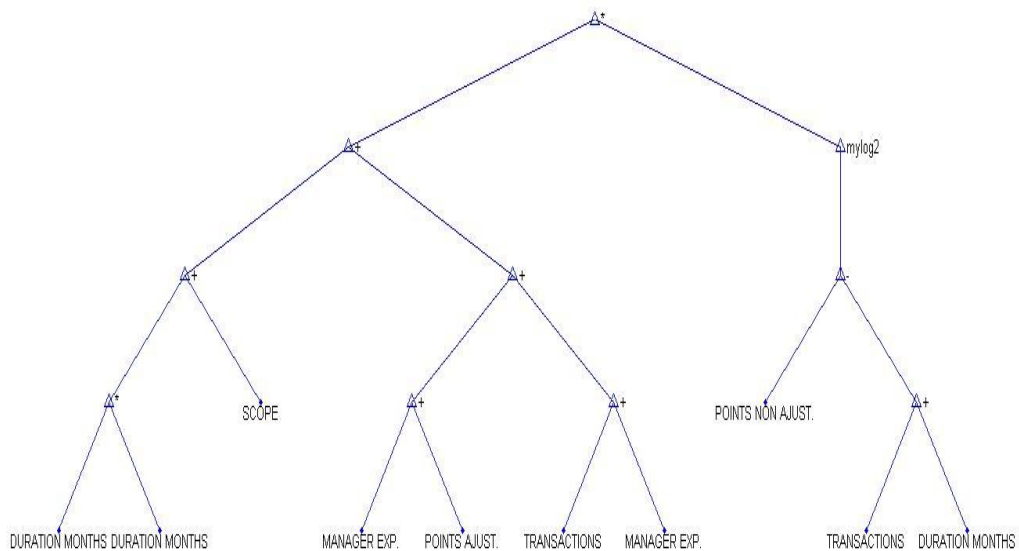 *
+
mylog2
+
+
-
*
SCOPE
+
+
POINTS NON AJUST.
+
DURATION MONTHS
DURATION MONTHS
MANAGER EXP.
POINTS AJUST.
TRANSACTIONS
MANAGER EXP.
TRANSACTIONS
DURATION MONTHS